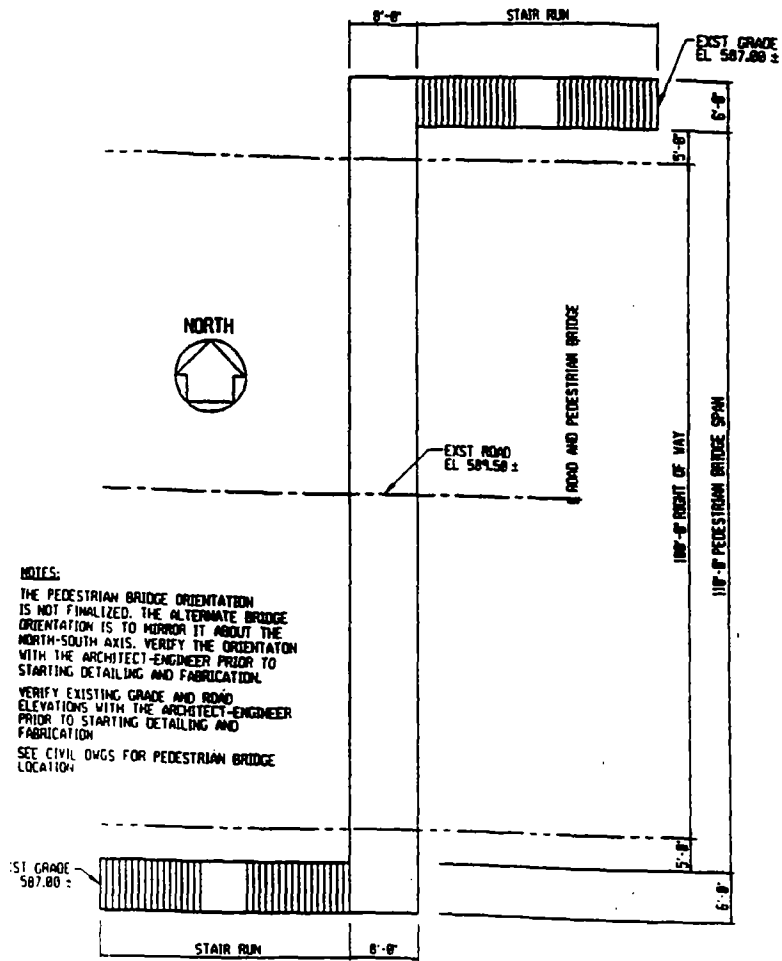 8'-0"
STAIR RUN
EXST GRADE
EL 587.00 ±
6'-0"
5'-0"
NORTH
℄ ROAD AND PEDESTRIAN BRIDGE
EXST ROAD
EL 589.50 ±
100'-0" RIGHT OF WAY
110'-0" PEDESTRIAN BRIDGE SPAN
NOTES:
THE PEDESTRIAN BRIDGE ORIENTATION
IS NOT FINALIZED. THE ALTERNATE BRIDGE
ORIENTATION IS TO MIRROR IT ABOUT THE
NORTH-SOUTH AXIS. VERIFY THE ORIENTATON
WITH THE ARCHITECT-ENGINEER PRIOR TO
STARTING DETAILING AND FABRICATION.
VERIFY EXISTING GRADE AND ROAD
ELEVATIONS WITH THE ARCHITECT-ENGINEER
PRIOR TO STARTING DETAILING AND
FABRICATION
SEE CIVIL DWGS FOR PEDESTRIAN BRIDGE
LOCATION
ST GRADE
587.00 ±
5'-0"
6'-0"
STAIR RUN
8'-0"